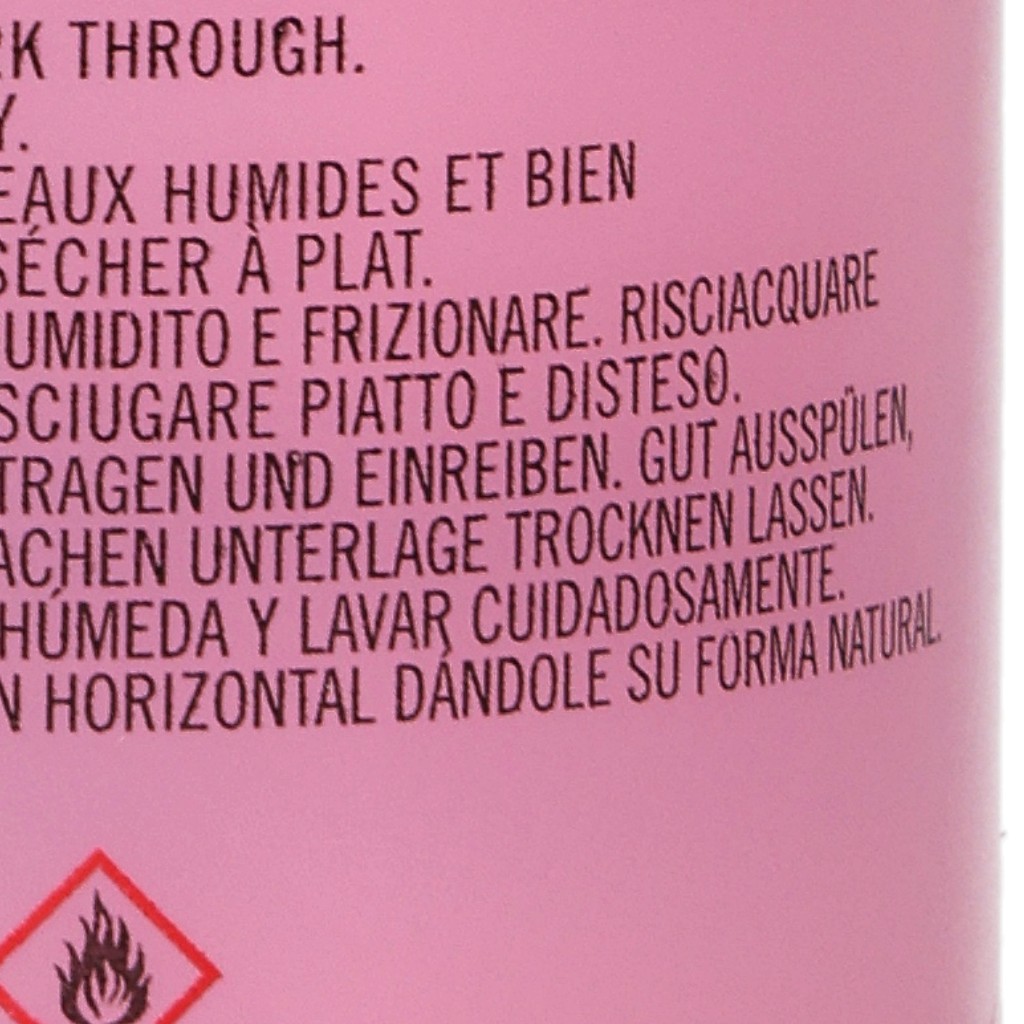 RK THROUGH.
Y.
EAUX HUMIDES ET BIEN
SÉCHER À PLAT.
UMIDITO E FRIZIONARE. RISCIACQUARE
SCIUGARE PIATTO E DISTESO.
TRAGEN UND EINREIBEN. GUT AUSSPÜLEN,
ACHEN UNTERLAGE TROCKNEN LASSEN.
HÚMEDA Y LAVAR CUIDADOSAMENTE.
N HORIZONTAL DÁNDOLE SU FORMA NATURAL.